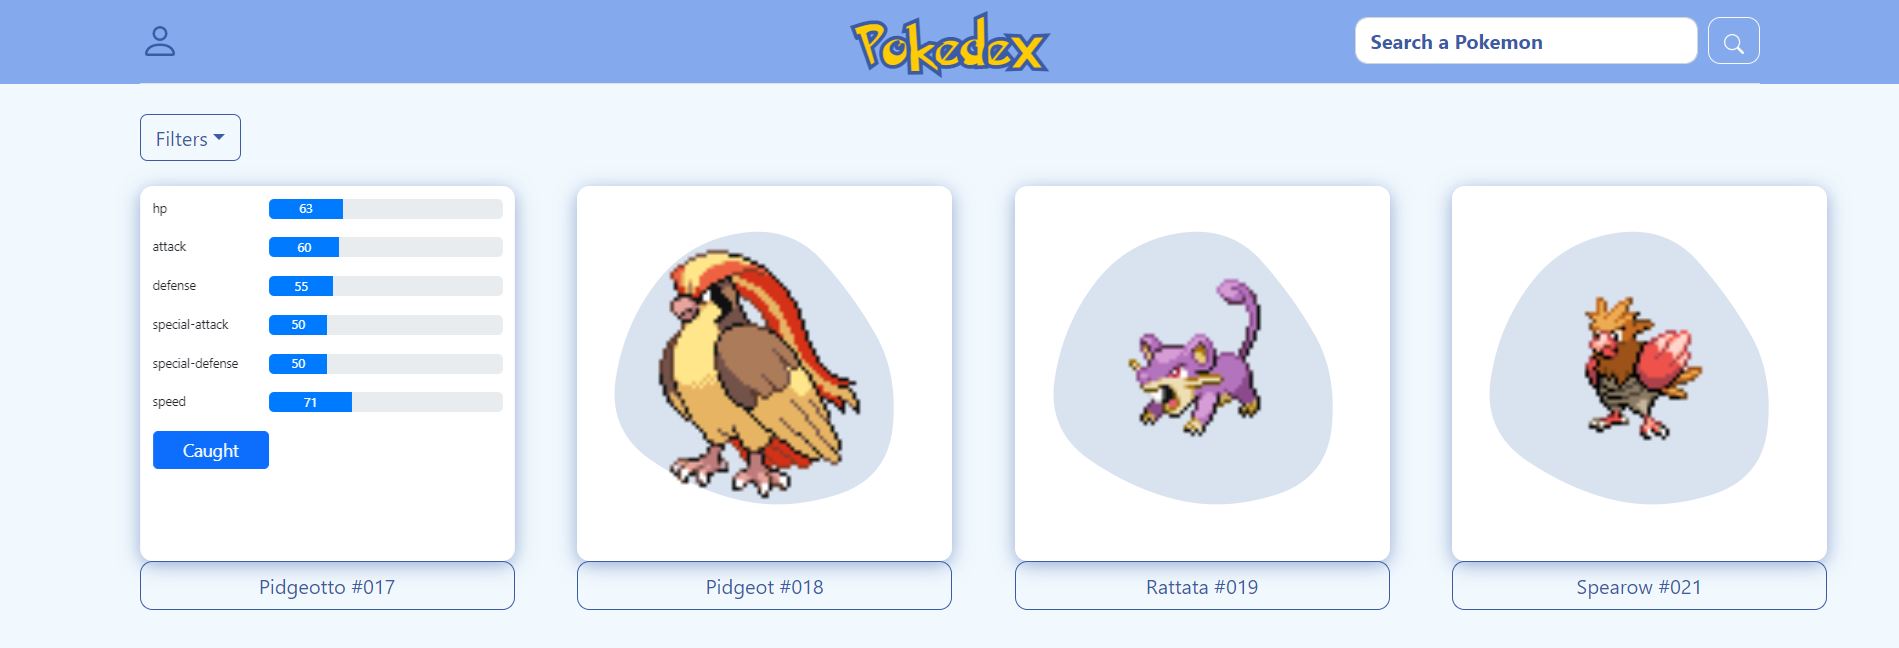 Pokedex
Search a Pokemon
Filters
hp 63
attack 60
defense 55
special-attack 50
special-defense 50
speed 71
Caught
Pidgeotto #017
Pidgeot #018
Rattata #019
Spearow #021